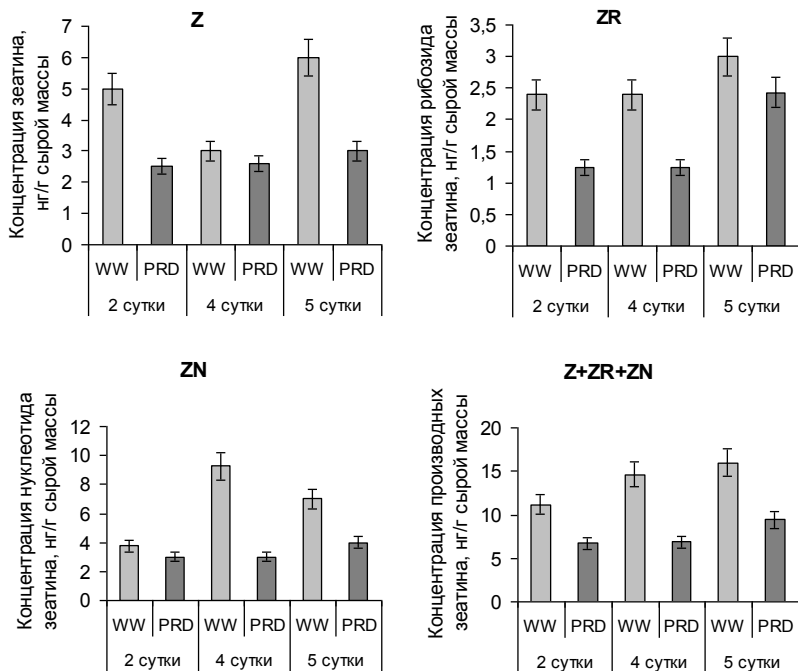 Z
Концентрация зеатина,
нг/г сырой массы
7
6
5
4
3
2
1
0
WW PRD WW PRD WW PRD
2 сутки 4 сутки 5 сутки
ZR
Концентрация рибозида
зеатина, нг/г сырой массы
3,5
3
2,5
2
1,5
1
0,5
0
WW PRD WW PRD WW PRD
2 сутки 4 сутки 5 сутки
ZN
Концентрация нуклеотида
зеатина, нг/г сырой массы
12
10
8
6
4
2
0
WW PRD WW PRD WW PRD
2 сутки 4 сутки 5 сутки
Z+ZR+ZN
Концентрация производных
зеатина, нг/г сырой массы
20
15
10
5
0
WW PRD WW PRD WW PRD
2 сутки 4 сутки 5 сутки